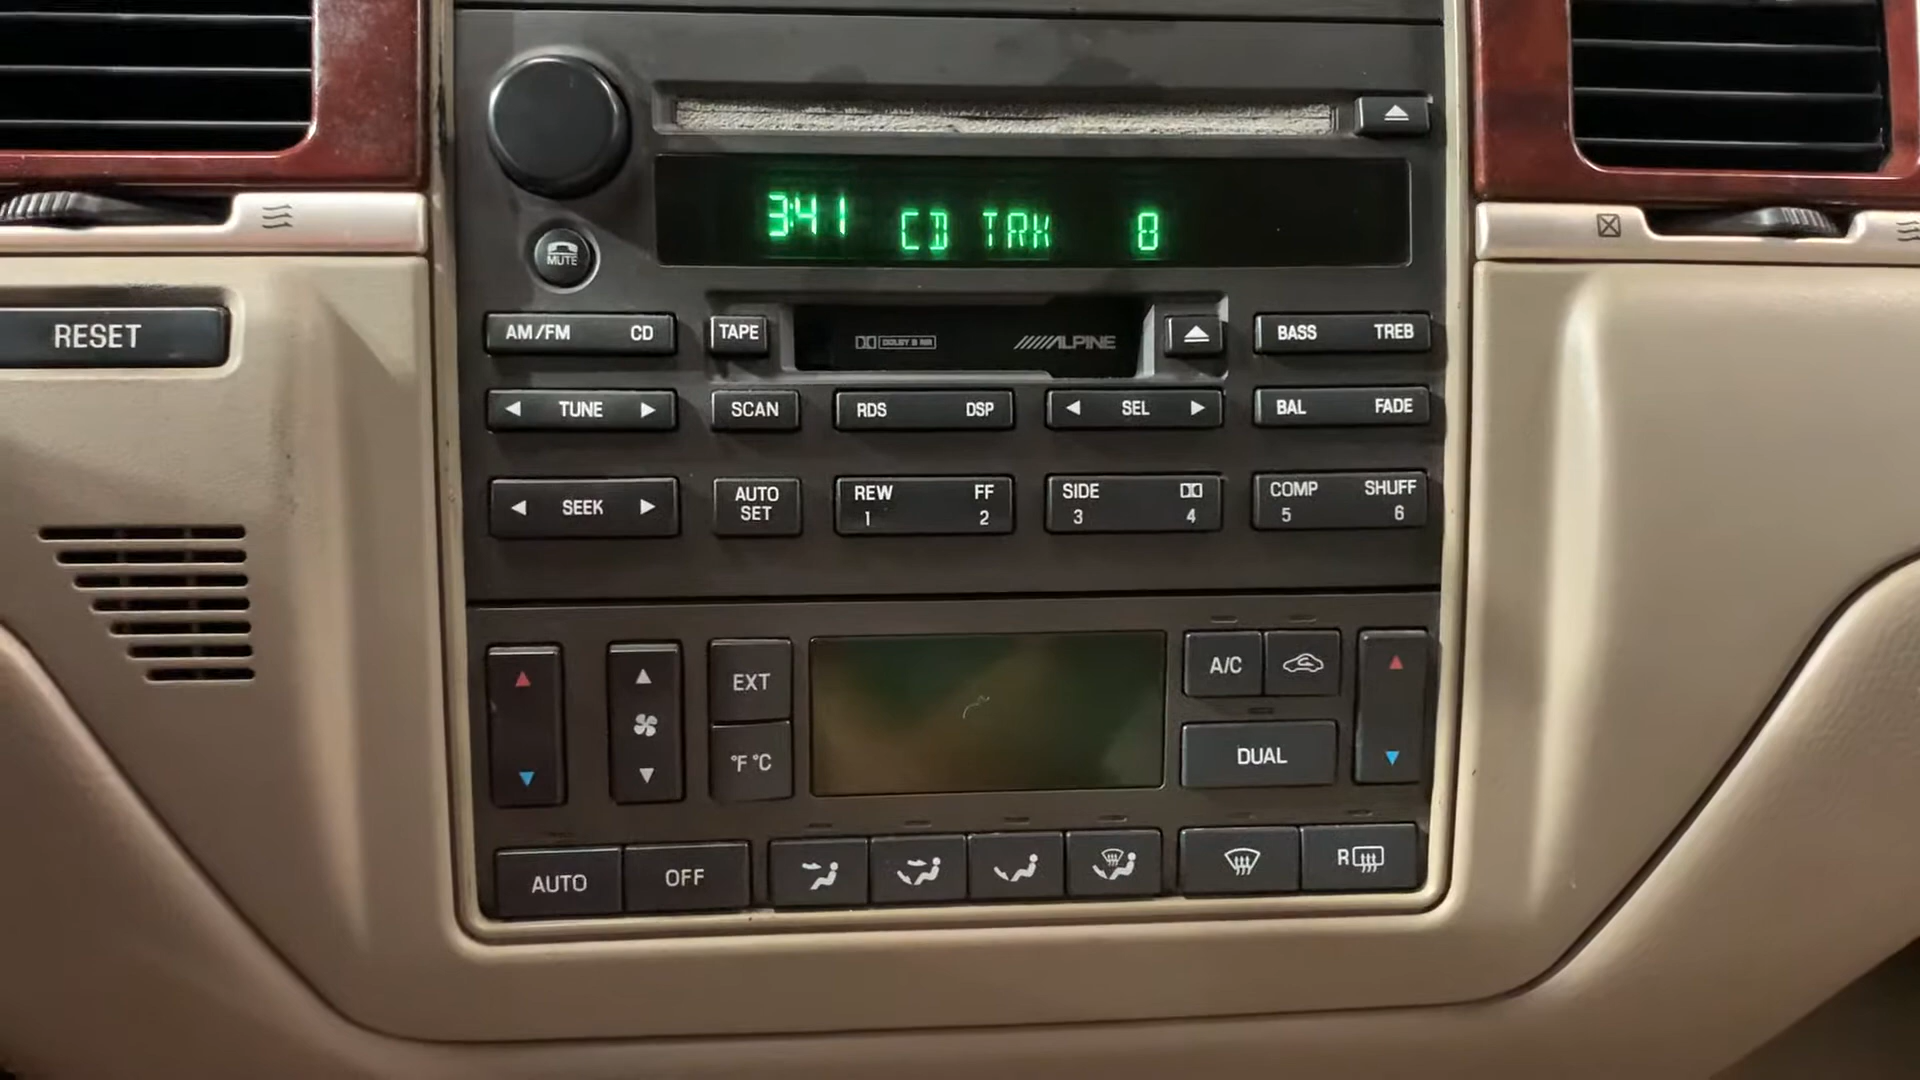 3:41 CD TRK 8
MUTE
RESET
AM/FM CD TAPE DOLBY B NR ALPINE BASS TREB
TUNE SCAN RDS DSP SEL BAL FADE
SEEK AUTO SET REW 1 FF 2 SIDE 3 4 COMP 5 SHUFF 6
EXT A/C
°F °C DUAL
AUTO OFF R